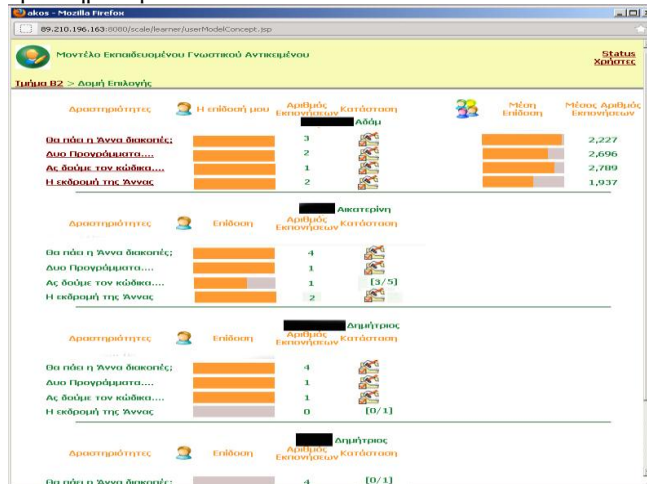 akos - Mozilla Firefox
89.210.196.163:8080/scale/learner/userModelConcept.jsp
Μοντέλο Εκπαιδευομένου Γνωστικού Αντικειμένου
Status
Χρήστες
Τμήμα Β2 > Δομή Επιλογής
Δραστηριότητες Η επίδοσή μου Αριθμός Εκπονήσεων Κατάσταση Μέση Επίδοση Μέσος Αριθμός Εκπονήσεων
Αδάμ
Θα πάει η Άννα διακοπές; 3 2,227
Δυο Προγράμματα.... 2 2,696
Ας δούμε τον κώδικα.... 1 2,789
Η εκδρομή της Άννας 2 1,937
Αικατερίνη
Δραστηριότητες Επίδοση Αριθμός Εκπονήσεων Κατάσταση
Θα πάει η Άννα διακοπές; 4
Δυο Προγράμματα.... 1
Ας δούμε τον κώδικα.... 1 [3/5]
Η εκδρομή της Άννας 2
Δημήτριος
Δραστηριότητες Επίδοση Αριθμός Εκπονήσεων Κατάσταση
Θα πάει η Άννα διακοπές; 4
Δυο Προγράμματα.... 1
Ας δούμε τον κώδικα.... 1
Η εκδρομή της Άννας 0 [0/1]
Δημήτριος
Δραστηριότητες Επίδοση Αριθμός Εκπονήσεων Κατάσταση
Θα πάει η Άννα διακοπές; 4 [0/1]